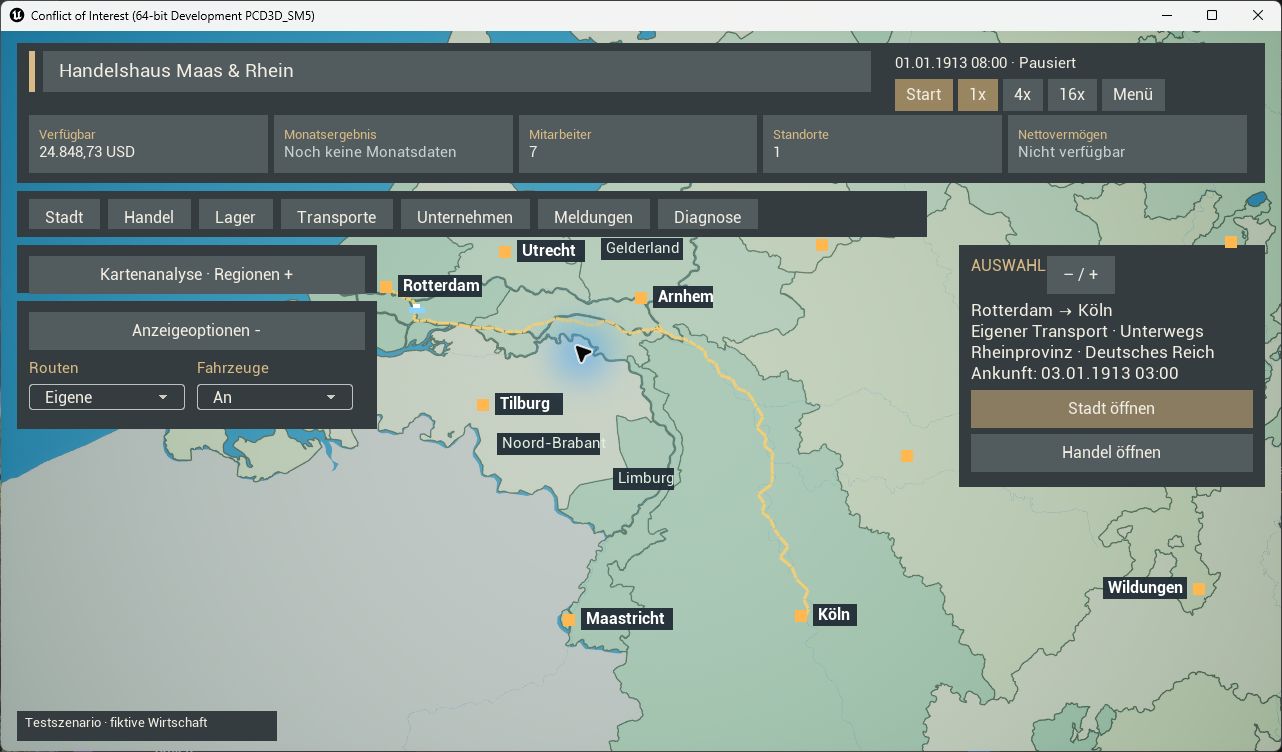 Conflict of Interest (64-bit Development PCD3D_SM5)
Handelshaus Maas & Rhein
01.01.1913 08:00 · Pausiert
Start 1x 4x 16x Menü
Verfügbar
24.848,73 USD
Monatsergebnis
Noch keine Monatsdaten
Mitarbeiter
7
Standorte
1
Nettovermögen
Nicht verfügbar
Stadt Handel Lager Transporte Unternehmen Meldungen Diagnose
Kartenanalyse · Regionen +
Anzeigeoptionen -
Routen Fahrzeuge
Eigene An
Utrecht
Gelderland
Rotterdam
Arnhem
Tilburg
Noord-Brabant
Limburg
Maastricht
Köln
Wildungen
AUSWAHL
– / +
Rotterdam → Köln
Eigener Transport · Unterwegs
Rheinprovinz · Deutsches Reich
Ankunft: 03.01.1913 03:00
Stadt öffnen
Handel öffnen
Testszenario · fiktive Wirtschaft